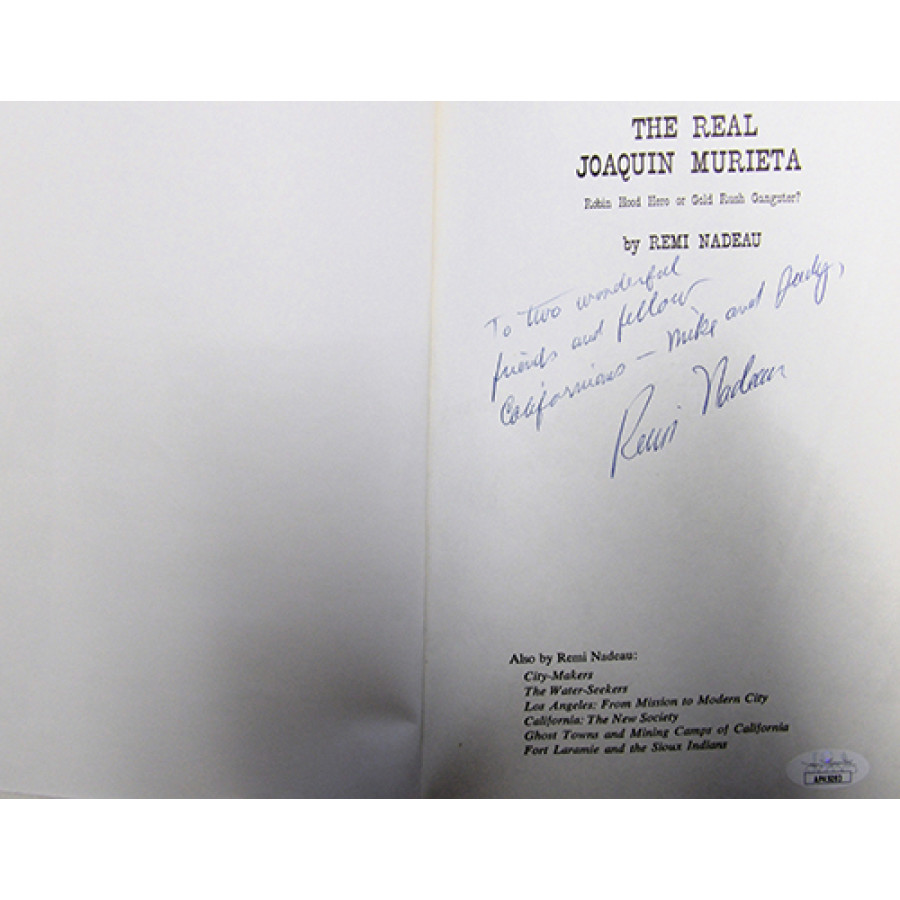 THE REAL
JOAQUIN MURIETA
Robin Hood Hero or Gold Rush Gangster?
by REMI NADEAU
To two wonderful
friends and fellow
Californians — Mike and Judy,
Remi Nadeau
Also by Remi Nadeau:
City-Makers
The Water-Seekers
Los Angeles: From Mission to Modern City
California: The New Society
Ghost Towns and Mining Camps of California
Fort Laramie and the Sioux Indians